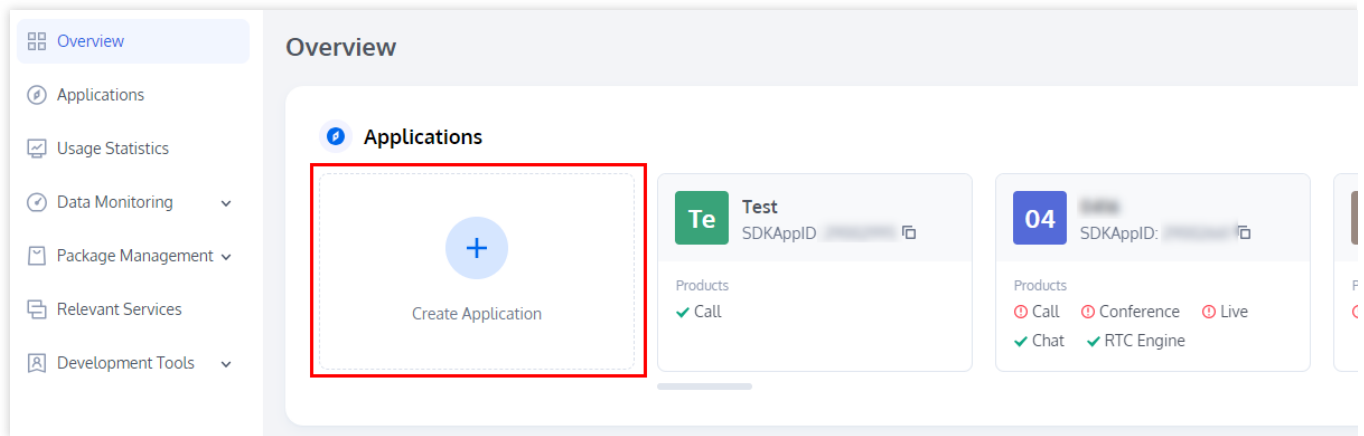 Overview
Applications
Usage Statistics
Data Monitoring
Package Management
Relevant Services
Development Tools
Overview
Applications
Create Application
Te
Test
SDKAppID
Products
Call
04
SDKAppID:
Products
Call Conference Live
Chat RTC Engine